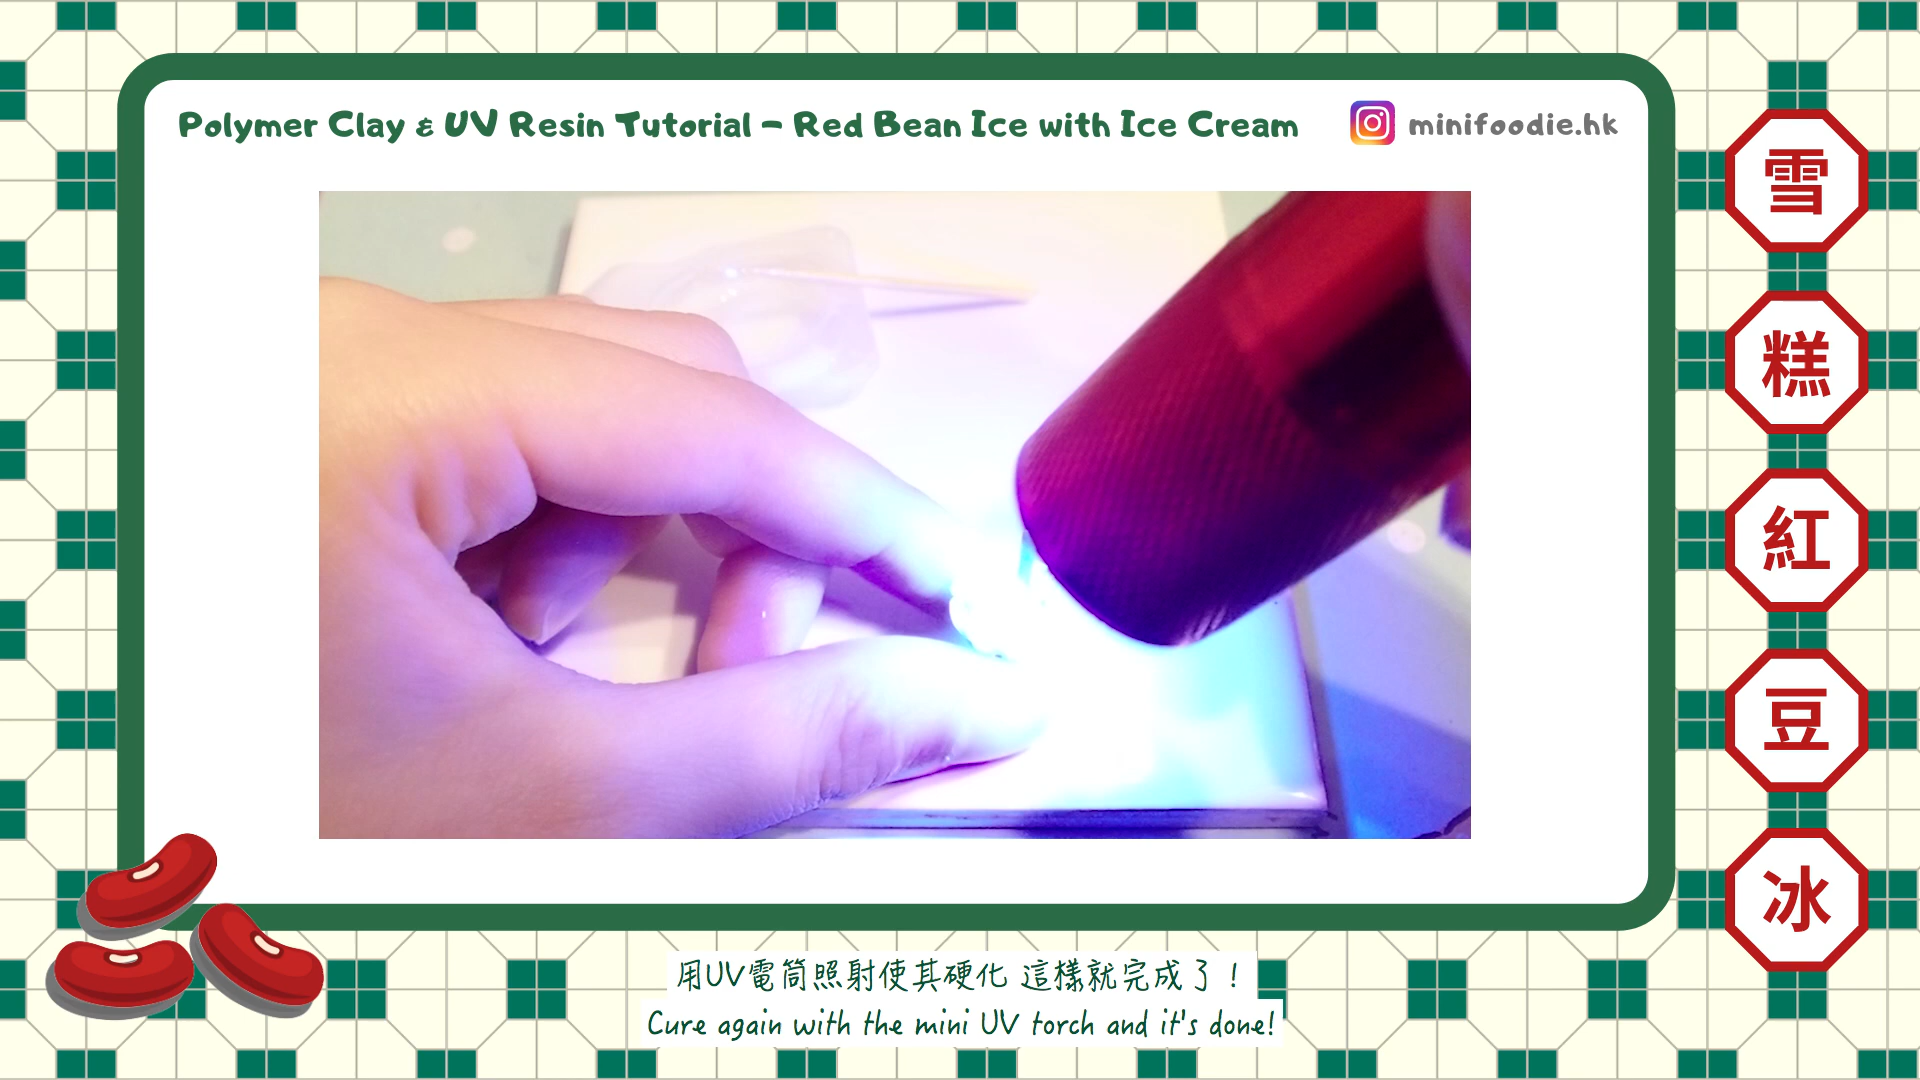 Polymer Clay & UV Resin Tutorial - Red Bean Ice with Ice Cream
minifoodie.hk
雪
糕
紅
豆
冰
用UV電筒照射使其硬化 這樣就完成了！
Cure again with the mini UV torch and it's done!